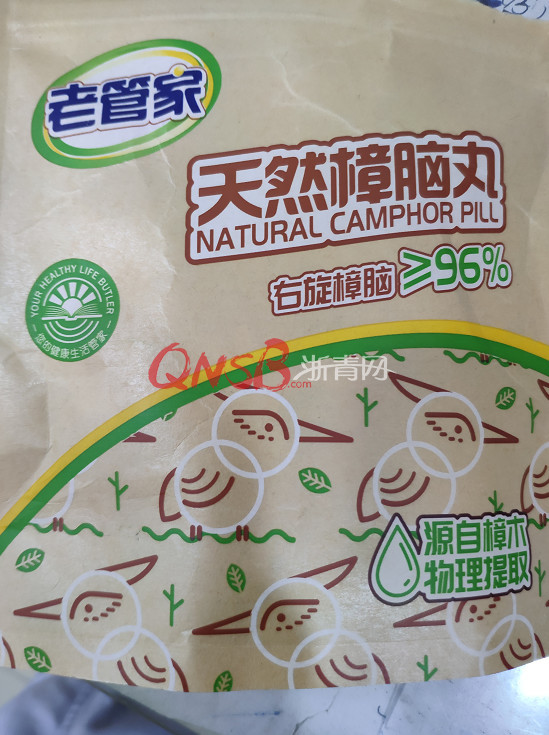 老管家
天然樟脑丸
NATURAL CAMPHOR PILL
右旋樟脑 ≥96%
YOUR HEALTHY LIFE BUTLER
您的健康生活管家
QNSB.com 浙青网
源自樟木
物理提取